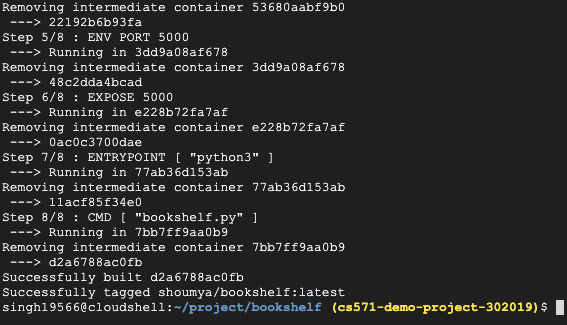 Removing intermediate container 53680aabf9b0
---> 22192b6b93fa
Step 5/8 : ENV PORT 5000
---> Running in 3dd9a08af678
Removing intermediate container 3dd9a08af678
---> 48c2dda4bcad
Step 6/8 : EXPOSE 5000
---> Running in e228b72fa7af
Removing intermediate container e228b72fa7af
---> 0ac0c3700dae
Step 7/8 : ENTRYPOINT [ "python3" ]
---> Running in 77ab36d153ab
Removing intermediate container 77ab36d153ab
---> 11acf85f34e0
Step 8/8 : CMD [ "bookshelf.py" ]
---> Running in 7bb7ff9aa0b9
Removing intermediate container 7bb7ff9aa0b9
---> d2a6788ac0fb
Successfully built d2a6788ac0fb
Successfully tagged shoumya/bookshelf:latest
singh19566@cloudshell:~/project/bookshelf (cs571-demo-project-302019)$